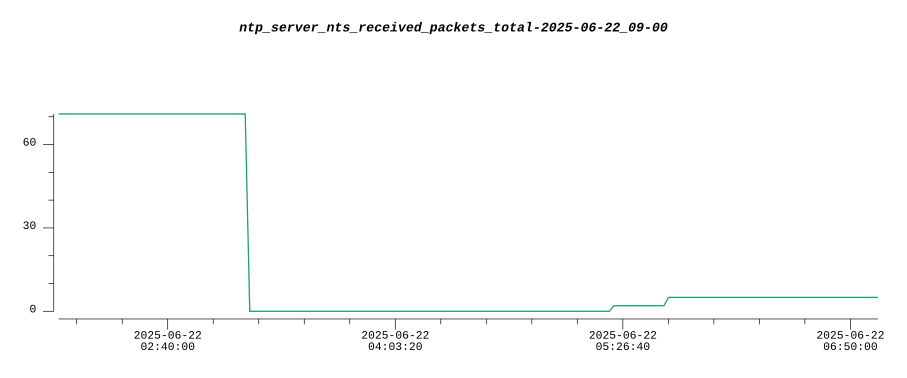 ntp_server_nts_received_packets_total-2025-06-22_09-00
60
30
0
2025-06-22 2025-06-22 2025-06-22 2025-06-22
02:40:00 04:03:20 05:26:40 06:50:00